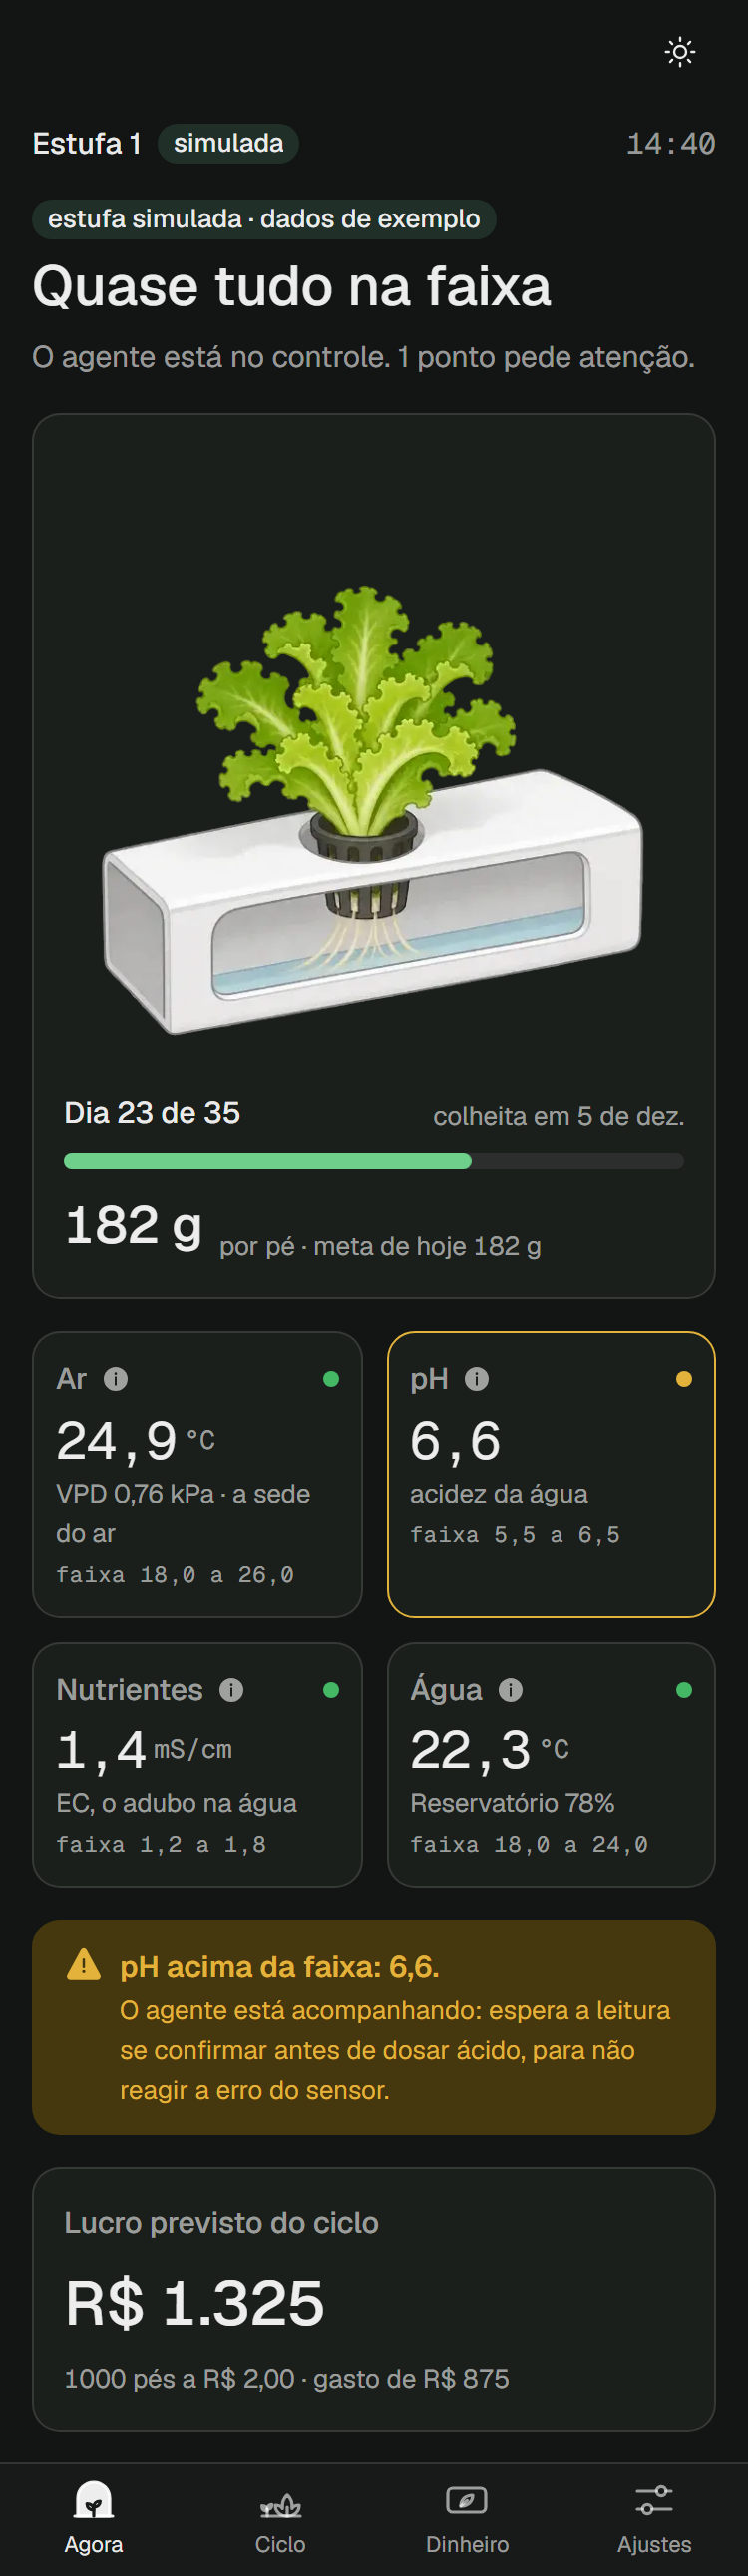 Estufa 1 simulada 14:40
estufa simulada · dados de exemplo
Quase tudo na faixa
O agente está no controle. 1 ponto pede atenção.
Dia 23 de 35 colheita em 5 de dez.
182 g por pé · meta de hoje 182 g
Ar
24,9 °C
VPD 0,76 kPa · a sede
do ar
faixa 18,0 a 26,0
pH
6,6
acidez da água
faixa 5,5 a 6,5
Nutrientes
1,4 mS/cm
EC, o adubo na água
faixa 1,2 a 1,8
Água
22,3 °C
Reservatório 78%
faixa 18,0 a 24,0
pH acima da faixa: 6,6.
O agente está acompanhando: espera a leitura
se confirmar antes de dosar ácido, para não
reagir a erro do sensor.
Lucro previsto do ciclo
R$ 1.325
1000 pés a R$ 2,00 · gasto de R$ 875
Agora Ciclo Dinheiro Ajustes